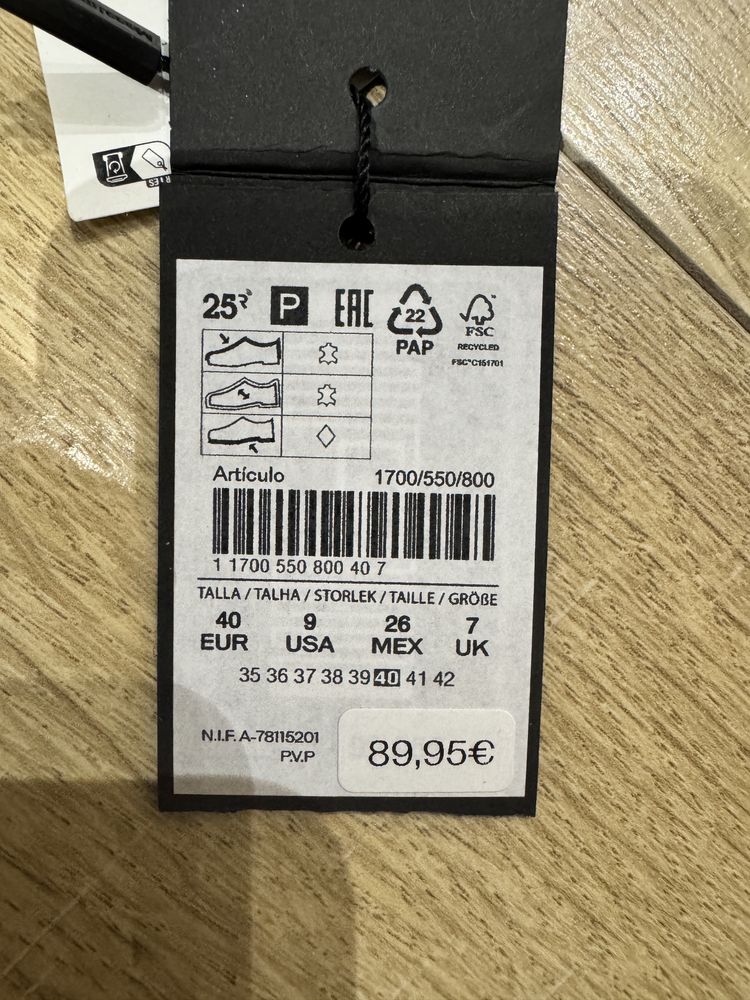 25
P
EAC
22
PAP
FSC
RECYCLED
FSC® C151701
Artículo 1700/550/800
1 1700 550 800 40 7
TALLA / TALHA / STORLEK / TAILLE / GRÖßE
40 9 26 7
EUR USA MEX UK
35 36 37 38 39 40 41 42
N.I.F. A-78115201
P.V.P 89,95€